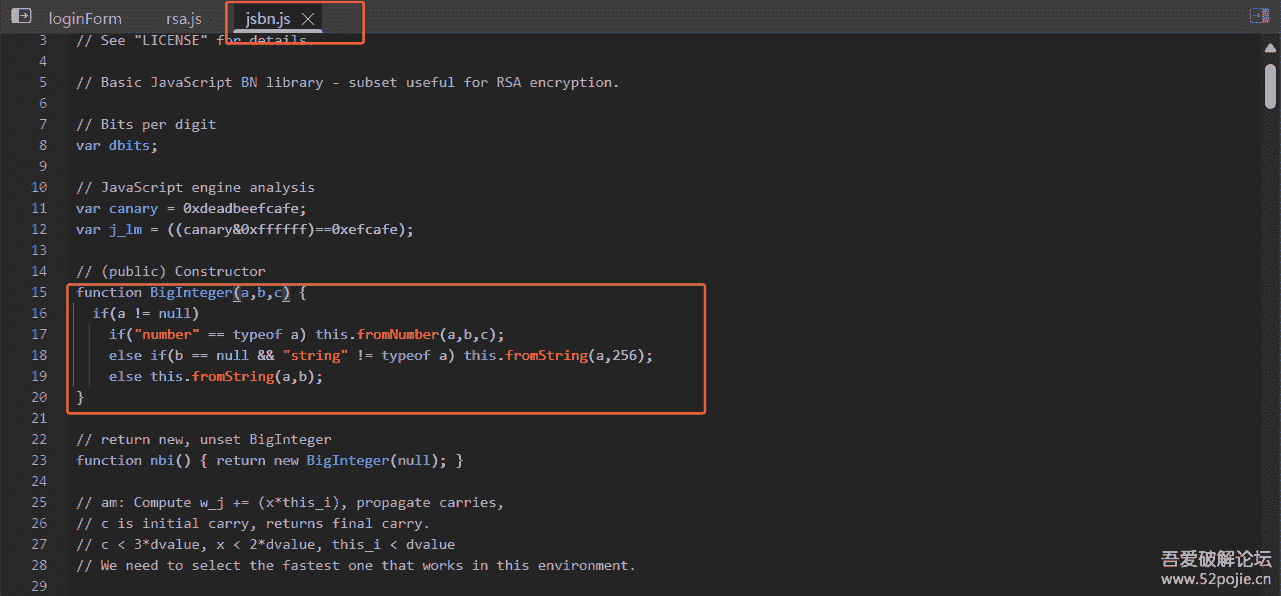 loginForm rsa.js jsbn.js
3 // See "LICENSE" for details.
4
5 // Basic JavaScript BN library - subset useful for RSA encryption.
6
7 // Bits per digit
8 var dbits;
9
10 // JavaScript engine analysis
11 var canary = 0xdeadbeefcafe;
12 var j_lm = ((canary&0xffffff)==0xefcafe);
13
14 // (public) Constructor
15 function BigInteger(a,b,c) {
16 if(a != null)
17 if("number" == typeof a) this.fromNumber(a,b,c);
18 else if(b == null && "string" != typeof a) this.fromString(a,256);
19 else this.fromString(a,b);
20 }
21
22 // return new, unset BigInteger
23 function nbi() { return new BigInteger(null); }
24
25 // am: Compute w_j += (x*this_i), propagate carries,
26 // c is initial carry, returns final carry.
27 // c < 3*dvalue, x < 2*dvalue, this_i < dvalue
28 // We need to select the fastest one that works in this environment.
29
吾爱破解论坛
www.52pojie.cn